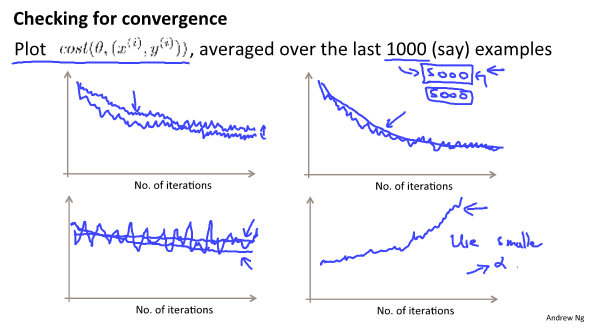 Checking for convergence
Plot cost(θ, (x^(i), y^(i))), averaged over the last 1000 (say) examples
5000
5000
No. of iterations
No. of iterations
Use smaller
α
No. of iterations
No. of iterations
Andrew Ng